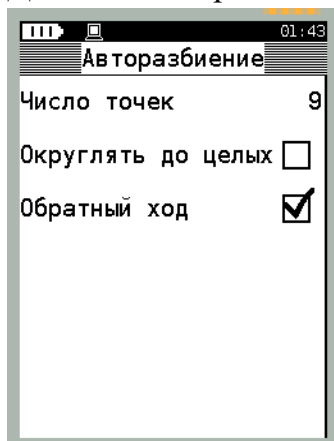 01:43
Авторазбиение
Число точек 9
Округлять до целых
Обратный ход